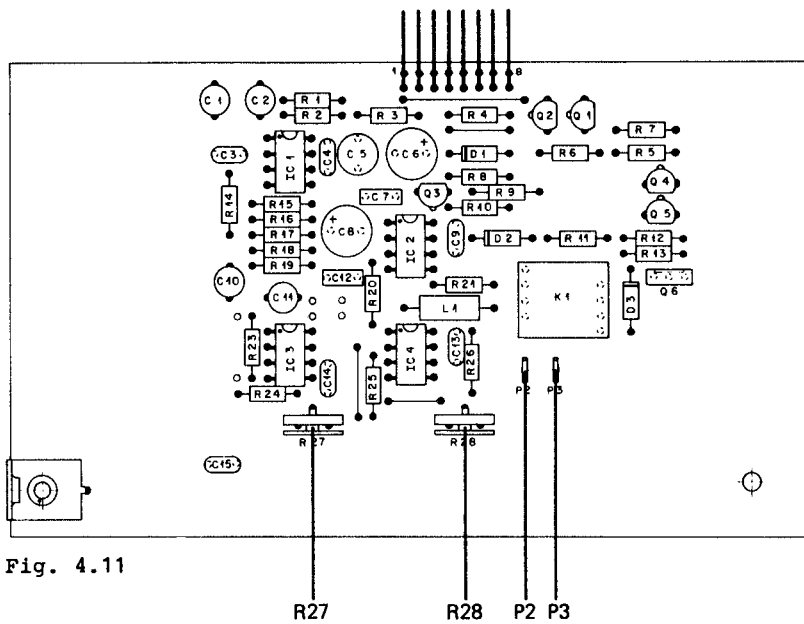 1 8
C1 C2 R1 R2 R3 R4 Q2 Q1 R7
C3 IC1 C4 C5 C6 + D1 R6 R5
R14 R8 R9 Q4
R15 C7 Q3 R10 Q5
R16
R17 + C8 IC2 C9 D2 R11 R12
R18 R13
R19
C10 C12 R20 R21 K1 D3 Q6
C11 L1
R23 IC3 C14 IC4 C13 R26
R24 R25 P2 P3
R27 R28
C15
Fig. 4.11
R27 R28 P2 P3